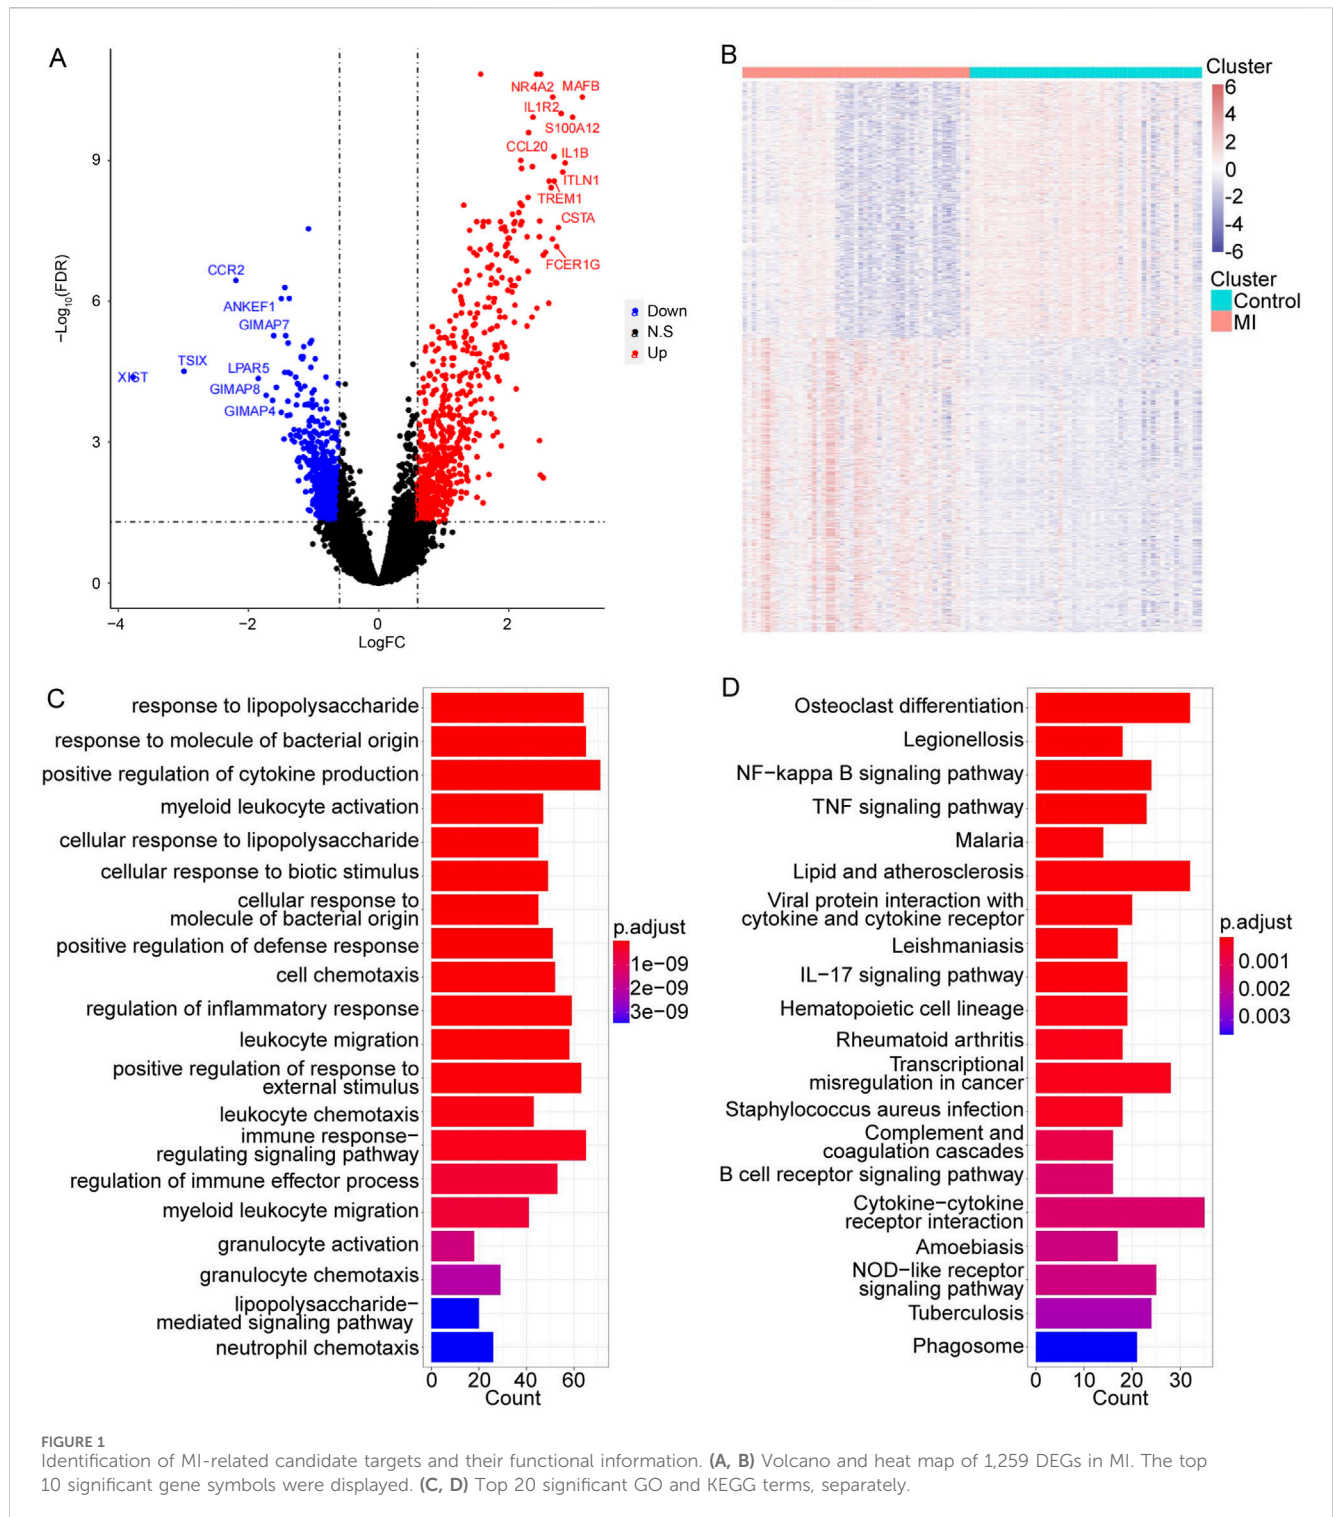 A
−Log10(FDR)
9
6
3
0
−4
−2
0
2
LogFC
NR4A2
MAFB
IL1R2
S100A12
CCL20
IL1B
ITLN1
TREM1
CSTA
FCER1G
CCR2
ANKEF1
GIMAP7
TSIX
XIST
LPAR5
GIMAP8
GIMAP4
a Down
a N.S
a Up
B
Cluster
6
4
2
0
-2
-4
-6
Cluster
Control
MI
C
response to lipopolysaccharide
response to molecule of bacterial origin
positive regulation of cytokine production
myeloid leukocyte activation
cellular response to lipopolysaccharide
cellular response to biotic stimulus
cellular response to
molecule of bacterial origin
positive regulation of defense response
cell chemotaxis
regulation of inflammatory response
leukocyte migration
positive regulation of response to
external stimulus
leukocyte chemotaxis
immune response−
regulating signaling pathway
regulation of immune effector process
myeloid leukocyte migration
granulocyte activation
granulocyte chemotaxis
lipopolysaccharide−
mediated signaling pathway
neutrophil chemotaxis
0 20 40 60
Count
p.adjust
1e−09
2e−09
3e−09
D
Osteoclast differentiation
Legionellosis
NF−kappa B signaling pathway
TNF signaling pathway
Malaria
Lipid and atherosclerosis
Viral protein interaction with
cytokine and cytokine receptor
Leishmaniasis
IL−17 signaling pathway
Hematopoietic cell lineage
Rheumatoid arthritis
Transcriptional
misregulation in cancer
Staphylococcus aureus infection
Complement and
coagulation cascades
B cell receptor signaling pathway
Cytokine−cytokine
receptor interaction
Amoebiasis
NOD−like receptor
signaling pathway
Tuberculosis
Phagosome
0 10 20 30
Count
p.adjust
0.001
0.002
0.003
FIGURE 1
Identification of MI-related candidate targets and their functional information. (A, B) Volcano and heat map of 1,259 DEGs in MI. The top
10 significant gene symbols were displayed. (C, D) Top 20 significant GO and KEGG terms, separately.